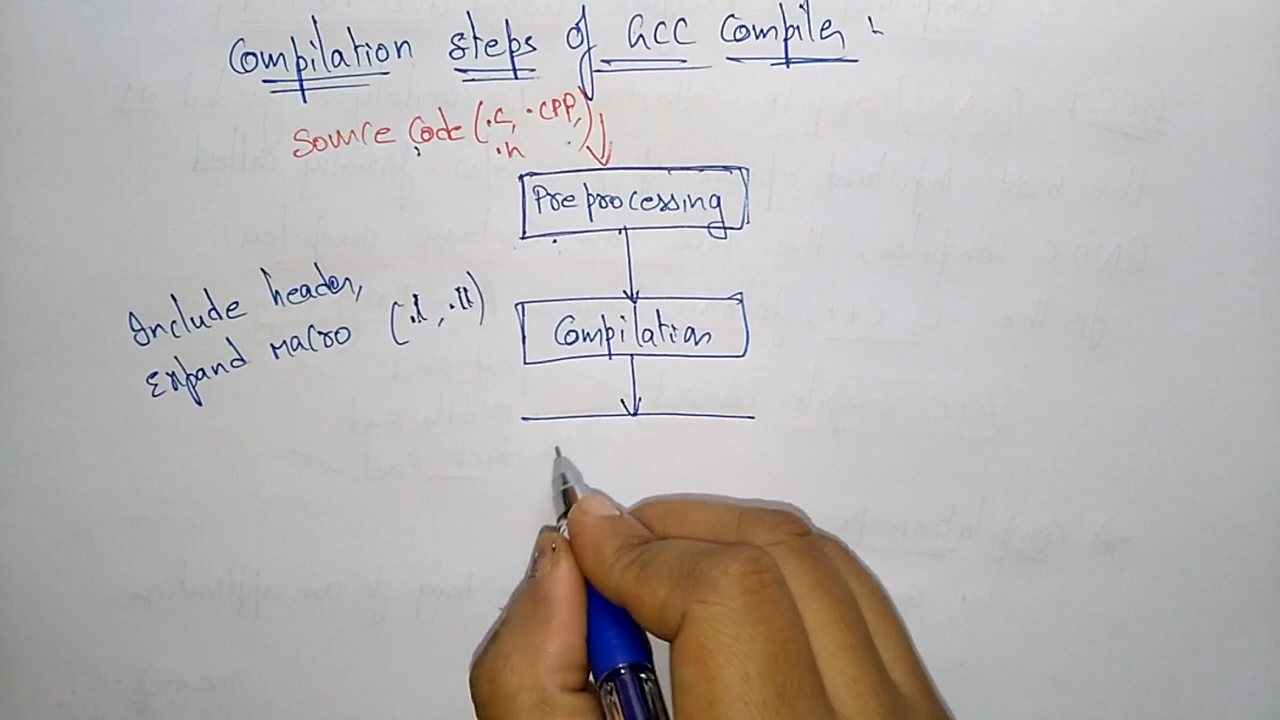 Compilation steps of GCC Compiler :
Source Code (.c, .cpp,
.h )
Preprocessing
Include header,
Expand macro (.i, .ii)
Compilation